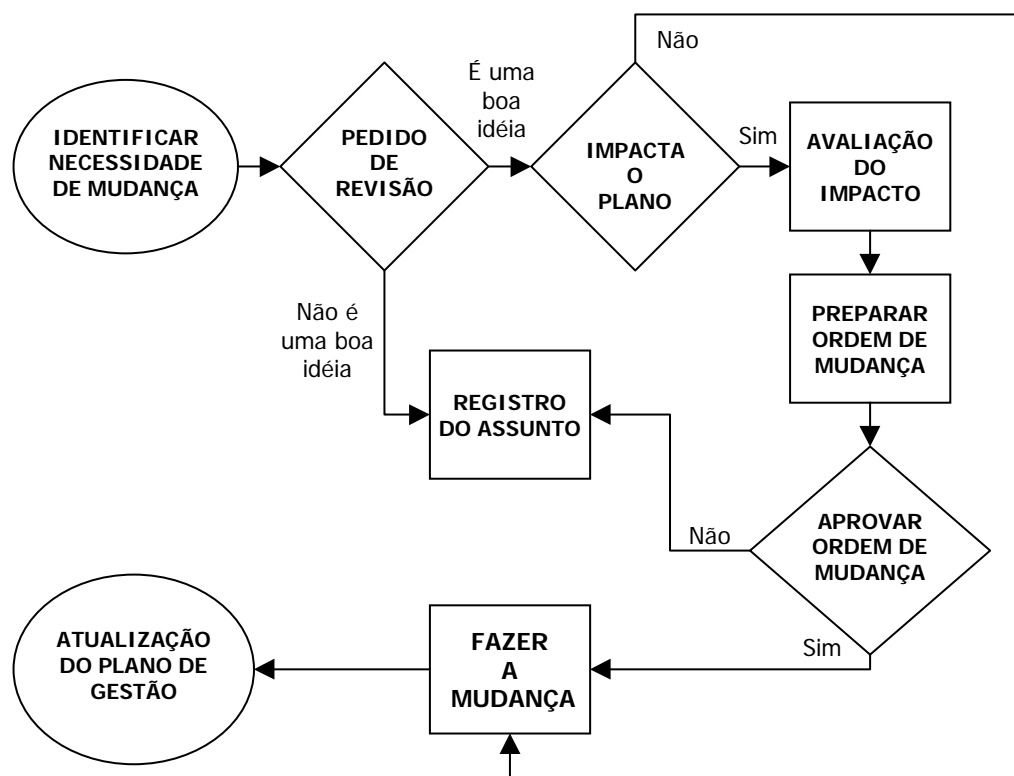 IDENTIFICAR
NECESSIDADE
DE MUDANÇA
PEDIDO
DE
REVISÃO
É uma
boa
idéia
IMPACTA
O
PLANO
Não
Sim
AVALIAÇÃO
DO
IMPACTO
Não é
uma boa
idéia
PREPARAR
ORDEM DE
MUDANÇA
REGISTRO
DO ASSUNTO
Não
APROVAR
ORDEM DE
MUDANÇA
Sim
FAZER
A
MUDANÇA
ATUALIZAÇÃO
DO PLANO DE
GESTÃO